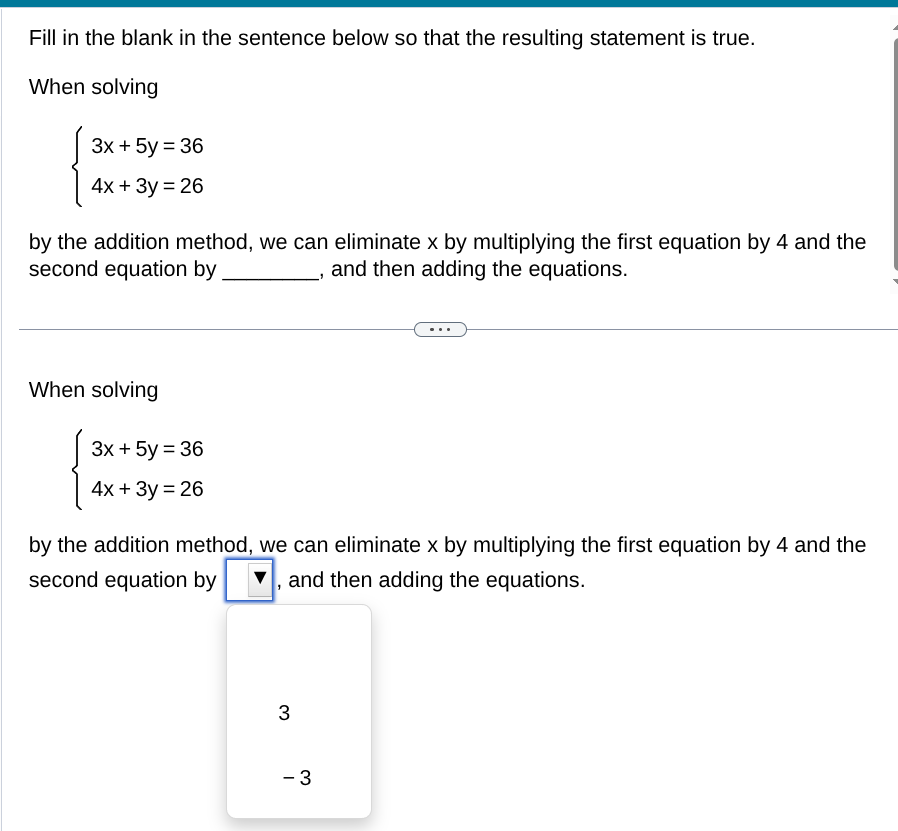 Fill in the blank in the sentence below so that the resulting statement is true.
When solving
3x + 5y = 36
4x + 3y = 26
by the addition method, we can eliminate x by multiplying the first equation by 4 and the
second equation by ________, and then adding the equations.
When solving
3x + 5y = 36
4x + 3y = 26
by the addition method, we can eliminate x by multiplying the first equation by 4 and the
second equation by ▼, and then adding the equations.
3
− 3